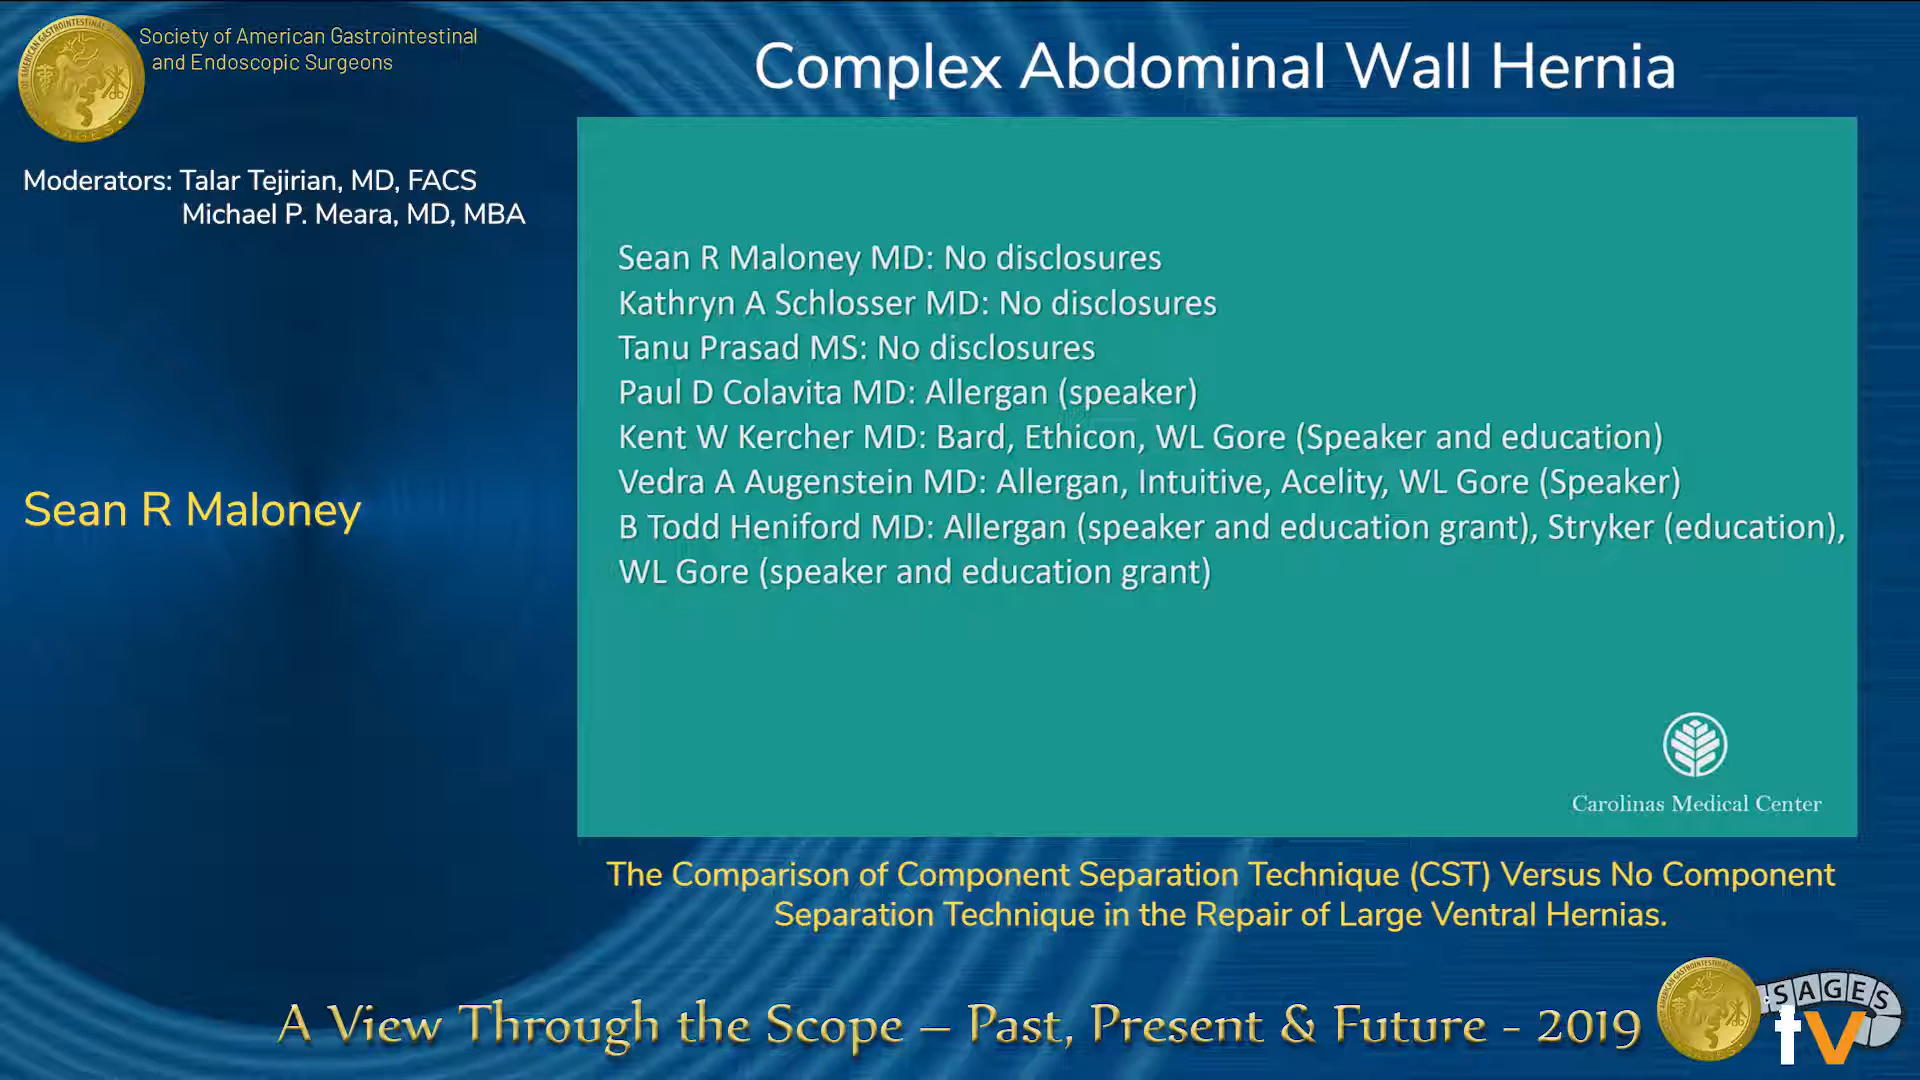 Society of American Gastrointestinal
and Endoscopic Surgeons
Complex Abdominal Wall Hernia
Moderators: Talar Tejirian, MD, FACS
Michael P. Meara, MD, MBA
Sean R Maloney
Sean R Maloney MD: No disclosures
Kathryn A Schlosser MD: No disclosures
Tanu Prasad MS: No disclosures
Paul D Colavita MD: Allergan (speaker)
Kent W Kercher MD: Bard, Ethicon, WL Gore (Speaker and education)
Vedra A Augenstein MD: Allergan, Intuitive, Acelity, WL Gore (Speaker)
B Todd Heniford MD: Allergan (speaker and education grant), Stryker (education),
WL Gore (speaker and education grant)
Carolinas Medical Center
The Comparison of Component Separation Technique (CST) Versus No Component
Separation Technique in the Repair of Large Ventral Hernias.
A View Through the Scope – Past, Present & Future - 2019
SAGES
tv